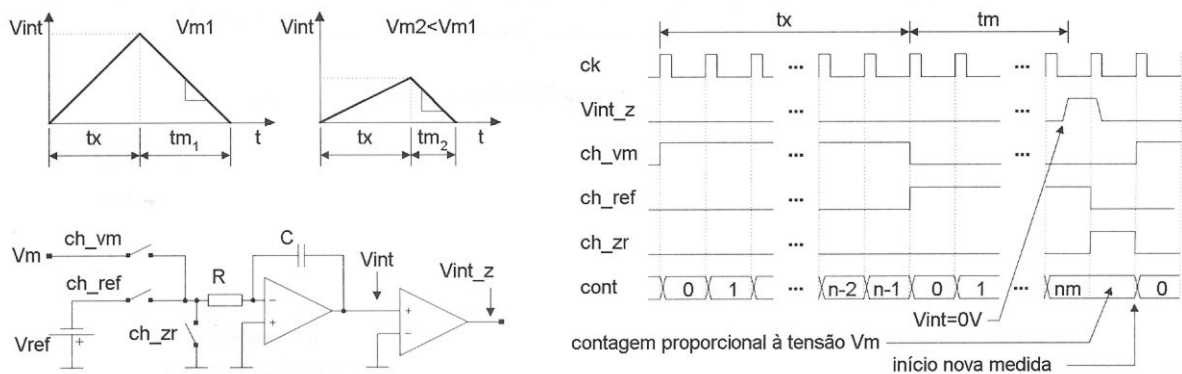 Vint Vm1
tx tm1 t
Vint Vm2<Vm1
tx tm2 t
Vm ch_vm
ch_ref
Vref
ch_zr
R
C
Vint
Vint_z
tx tm
ck ... ...
Vint_z ... ...
ch_vm ... ...
ch_ref ... ...
ch_zr ... ...
cont 0 1 ... n-2 n-1 0 1 ... nm 0
Vint=0V
contagem proporcional à tensão Vm
início nova medida